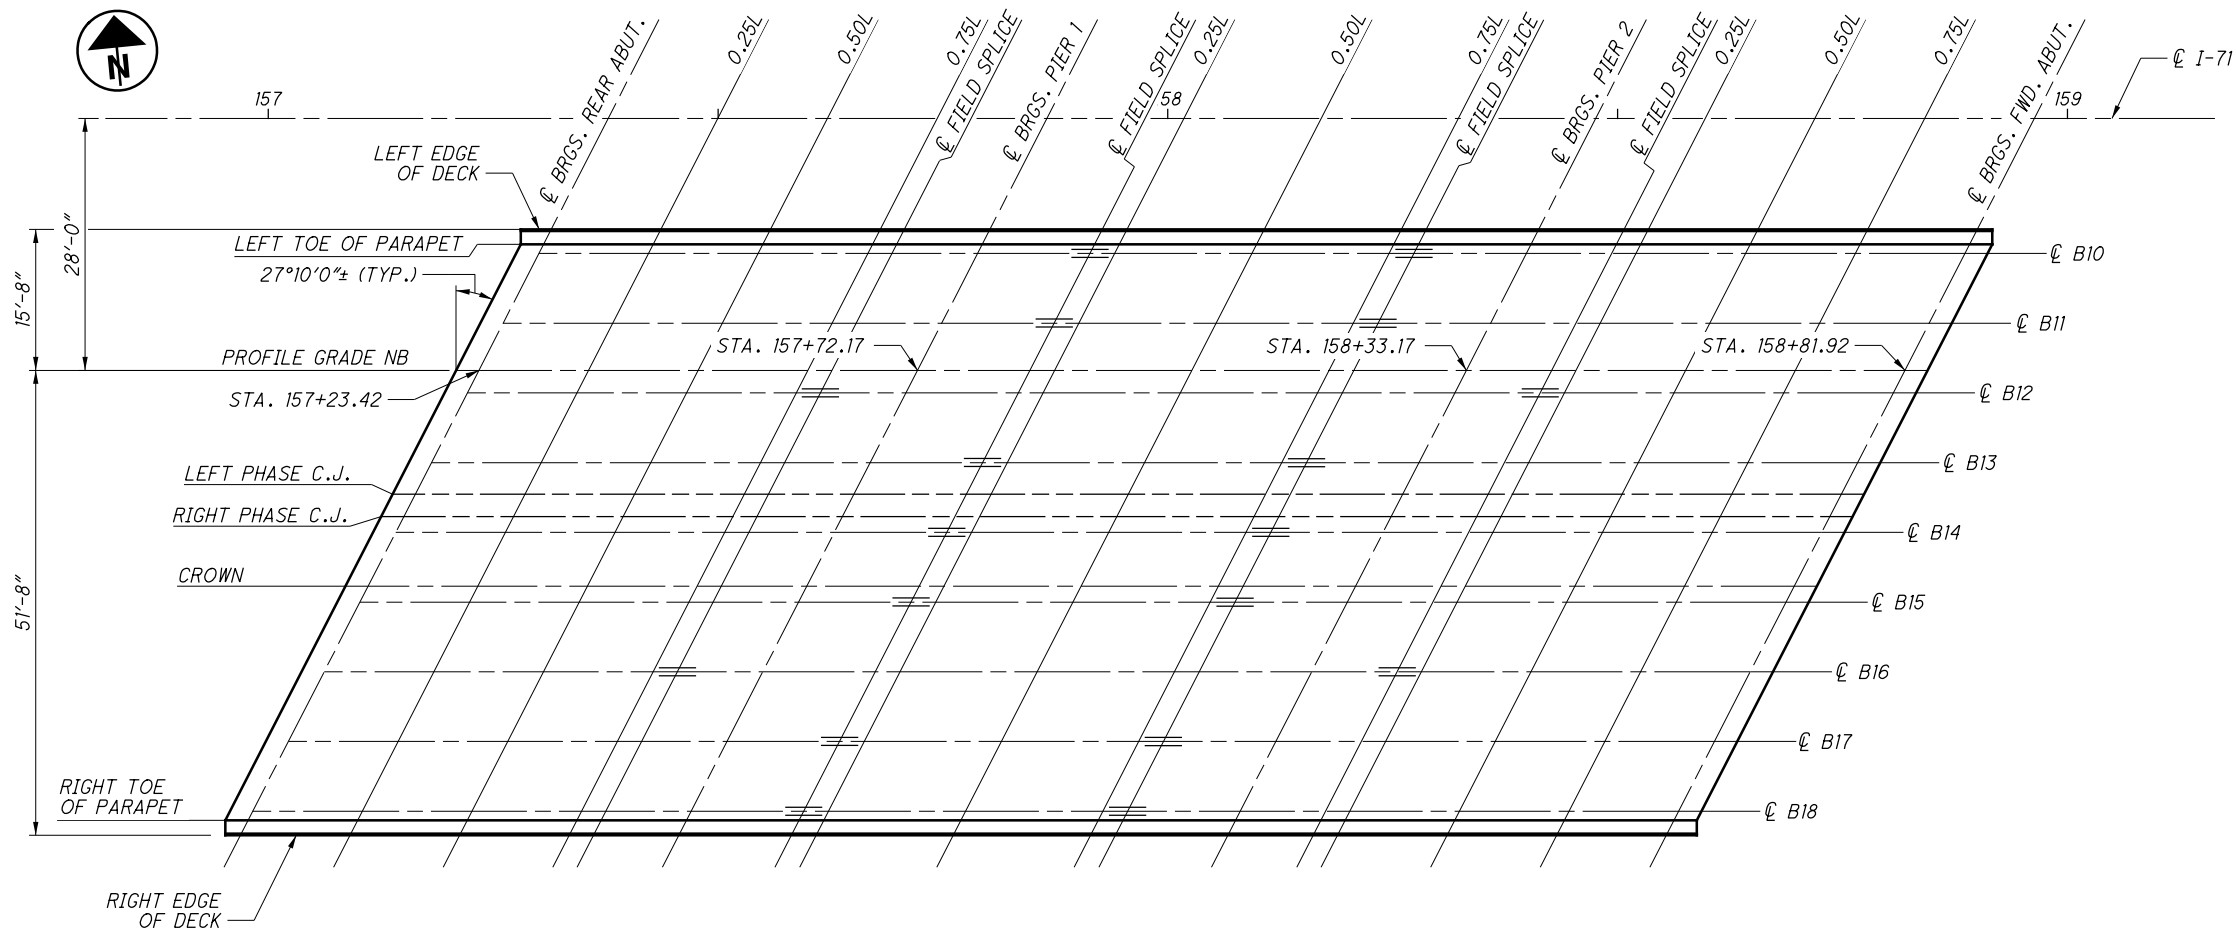 N
℄ BRGS. REAR ABUT.
0.25L
0.50L
0.75L
℄ FIELD SPLICE
℄ BRGS. PIER 1
℄ FIELD SPLICE
0.25L
0.50L
0.75L
℄ FIELD SPLICE
℄ BRGS. PIER 2
℄ FIELD SPLICE
0.25L
0.50L
0.75L
℄ BRGS. FWD. ABUT.
℄ I-71
157
58
159
LEFT EDGE
OF DECK
28'-0"
15'-8"
LEFT TOE OF PARAPET
27°10'0"± (TYP.)
℄ B10
℄ B11
PROFILE GRADE NB
STA. 157+72.17
STA. 158+33.17
STA. 158+81.92
STA. 157+23.42
℄ B12
℄ B13
LEFT PHASE C.J.
RIGHT PHASE C.J.
℄ B14
CROWN
51'-8"
℄ B15
℄ B16
℄ B17
RIGHT TOE
OF PARAPET
℄ B18
RIGHT EDGE
OF DECK